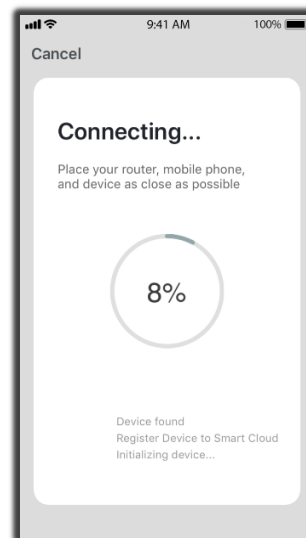 9:41 AM
100%
Cancel
Connecting...
Place your router, mobile phone,
and device as close as possible
8%
Device found
Register Device to Smart Cloud
Initializing device...